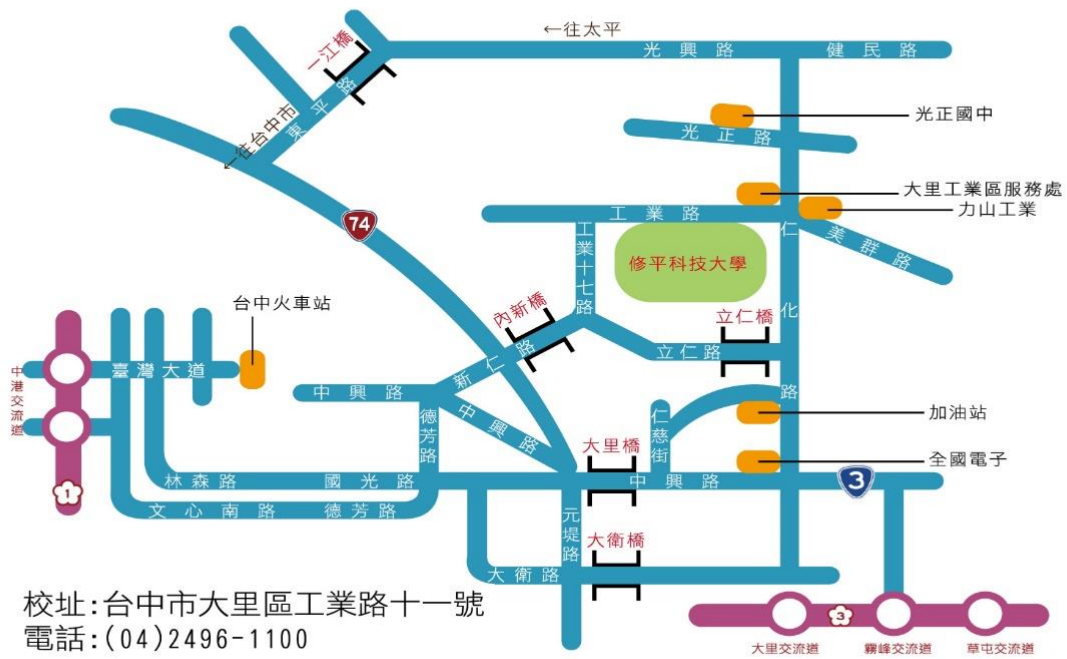 ←往太平
光興路
健民路
一江橋
東平路
←往台中市
光正國中
光正路
74
大里工業區服務處
力山工業
工業路
美群路
仁化路
工業十七路
修平科技大學
台中火車站
內新橋
立仁橋
中港交流道
臺灣大道
新仁路
立仁路
中興路
中興路
德芳路
仁慈街
加油站
大里橋
全國電子
林森路
國光路
中興路
3
1
文心南路
德芳路
元堤路
大衛橋
大衛路
校址:台中市大里區工業路十一號
電話:(04)2496-1100
3
大里交流道
霧峰交流道
草屯交流道